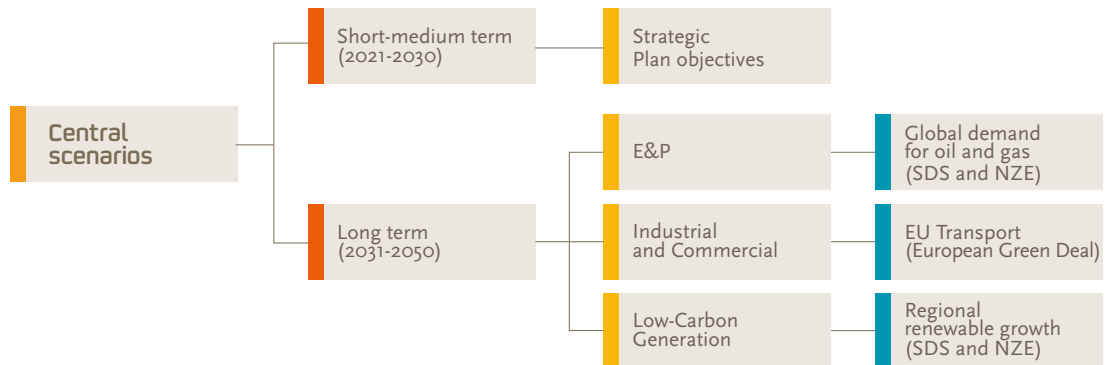 Central
scenarios
Short-medium term
(2021-2030)
Strategic
Plan objectives
Long term
(2031-2050)
E&P
Global demand
for oil and gas
(SDS and NZE)
Industrial
and Commercial
EU Transport
(European Green Deal)
Low-Carbon
Generation
Regional
renewable growth
(SDS and NZE)